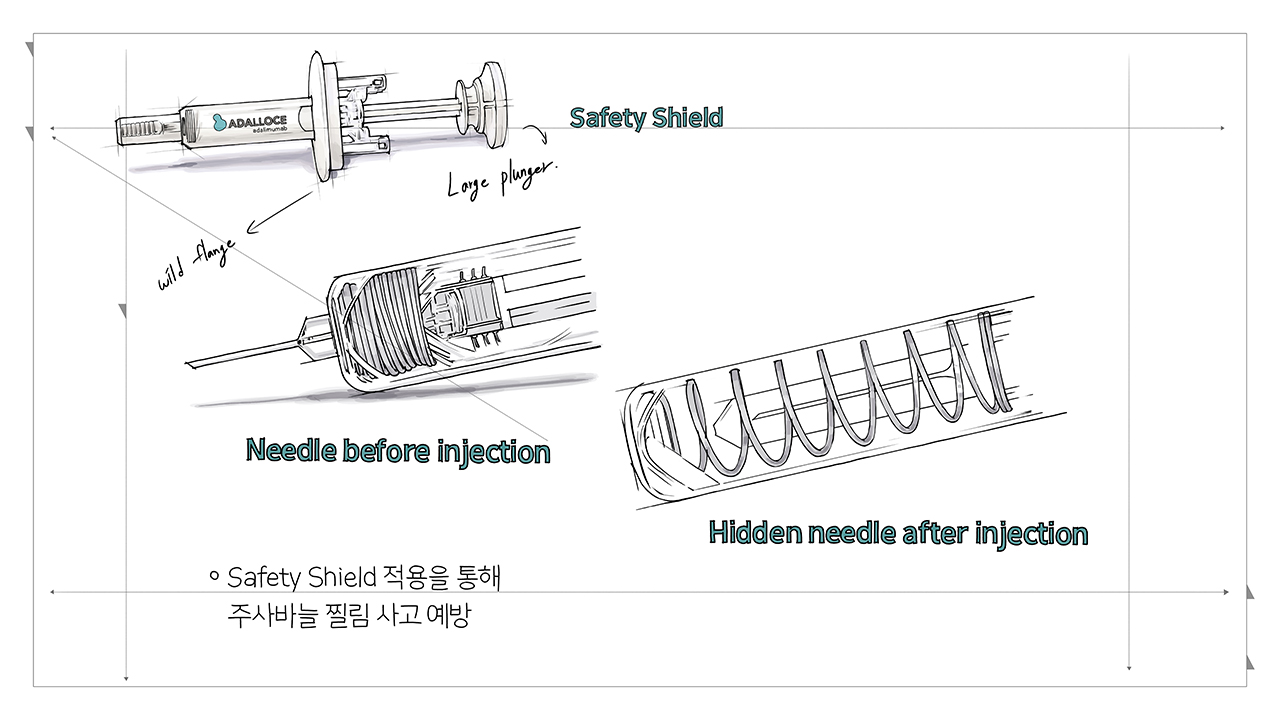 ADALLOCE
adalimumab
Safety Shield
Large plunger.
wild flange
Needle before injection
Hidden needle after injection
Safety Shield 적용을 통해
주사바늘 찔림 사고 예방